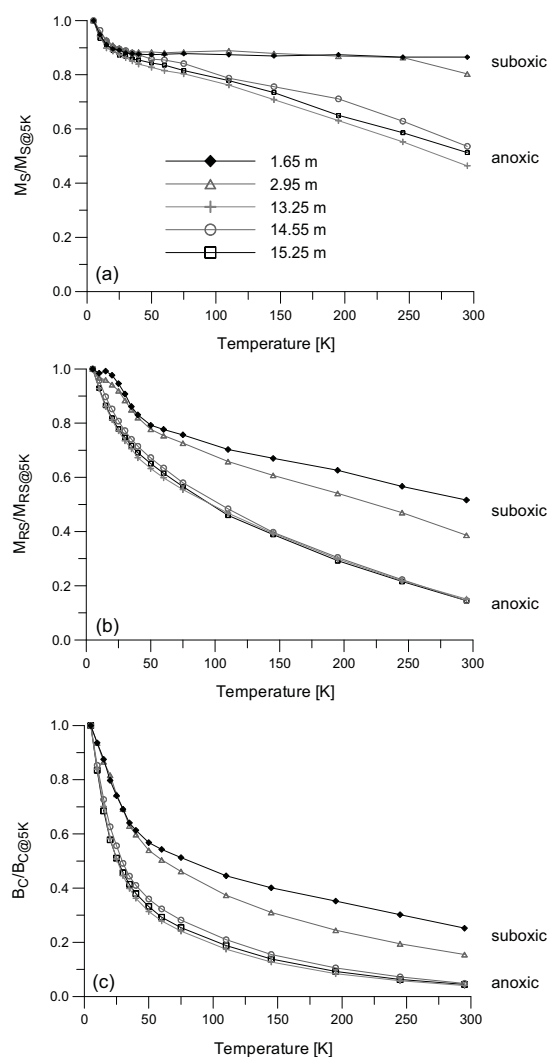 1.0
0.8
0.6
0.4
0.2
0.0
M_S/M_S@5K
suboxic
anoxic
1.65 m
2.95 m
13.25 m
14.55 m
15.25 m
(a)
0 50 100 150 200 250 300
Temperature [K]
1.0
0.8
0.6
0.4
0.2
0.0
M_RS/M_RS@5K
suboxic
anoxic
(b)
0 50 100 150 200 250 300
Temperature [K]
1.0
0.8
0.6
0.4
0.2
0.0
B_C/B_C@5K
suboxic
anoxic
(c)
0 50 100 150 200 250 300
Temperature [K]